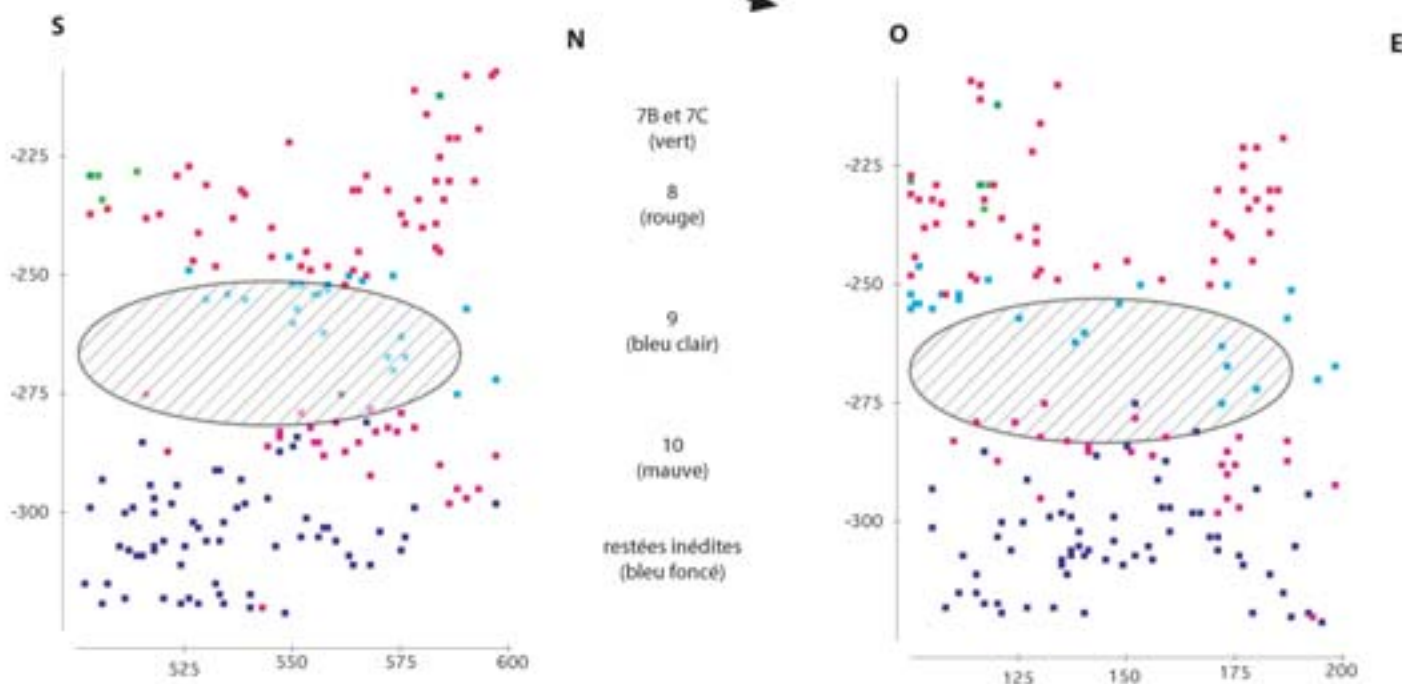 S
N
O
E
-225
-250
-275
-300
525
550
575
600
7B et 7C
(vert)
8
(rouge)
9
(bleu clair)
10
(mauve)
restées inédites
(bleu foncé)
-225
-250
-275
-300
125
150
175
200